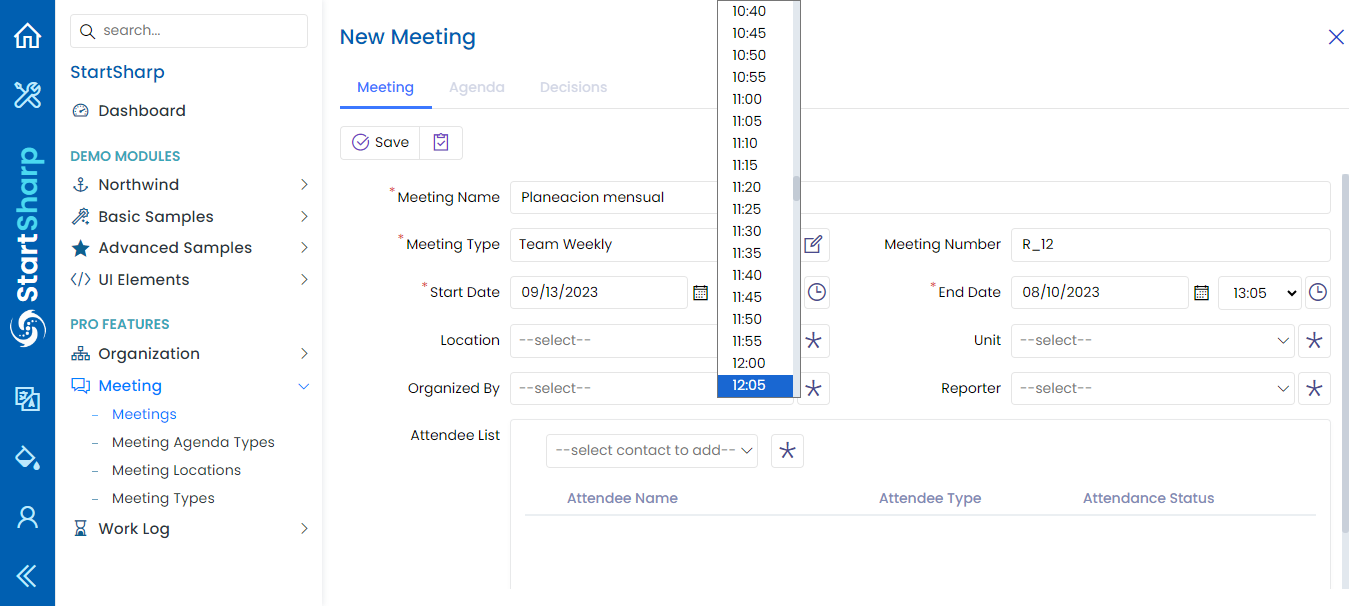 search...
StartSharp
Dashboard
DEMO MODULES
Northwind
Basic Samples
Advanced Samples
UI Elements
PRO FEATURES
Organization
Meeting
Meetings
Meeting Agenda Types
Meeting Locations
Meeting Types
Work Log
StartSharp
New Meeting
Meeting Agenda Decisions
Save
*Meeting Name Planeacion mensual
*Meeting Type Team Weekly Meeting Number R_12
*Start Date 09/13/2023 *End Date 08/10/2023 13:05
Location --select-- Unit --select--
Organized By --select-- Reporter --select--
Attendee List
--select contact to add--
Attendee Name Attendee Type Attendance Status
10:40
10:45
10:50
10:55
11:00
11:05
11:10
11:15
11:20
11:25
11:30
11:35
11:40
11:45
11:50
11:55
12:00
12:05